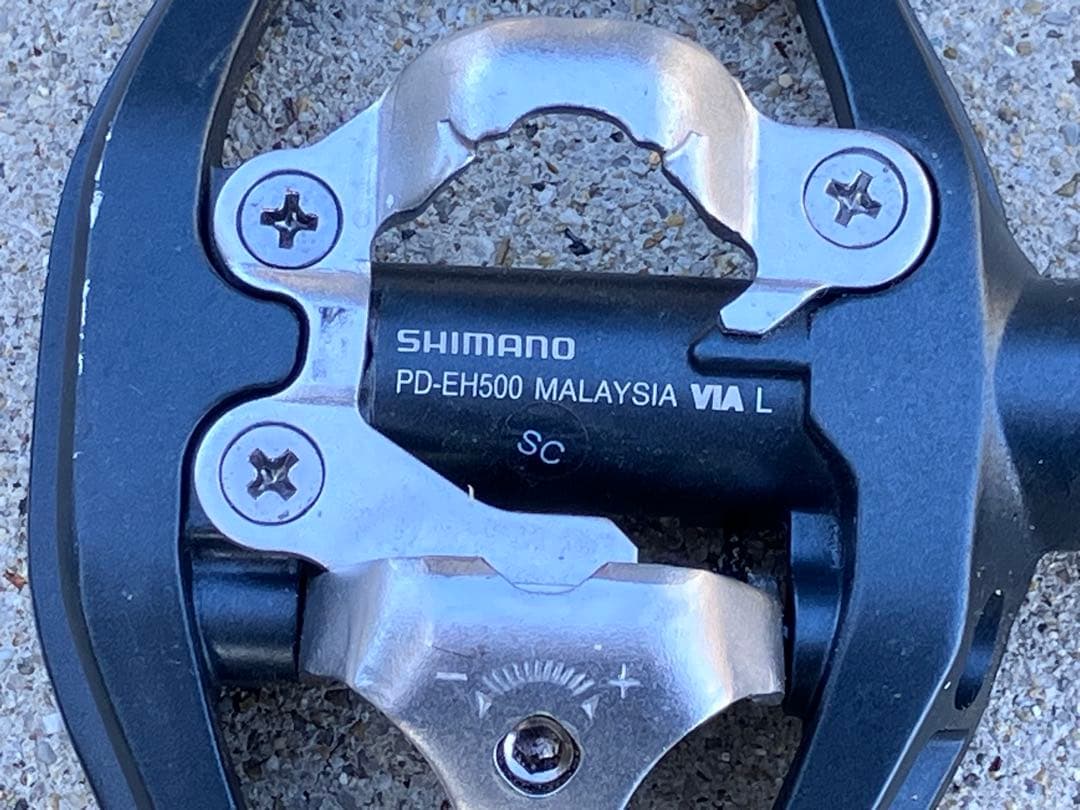 SHIMANO
PD-EH500 MALAYSIA VIA L
SC
− +